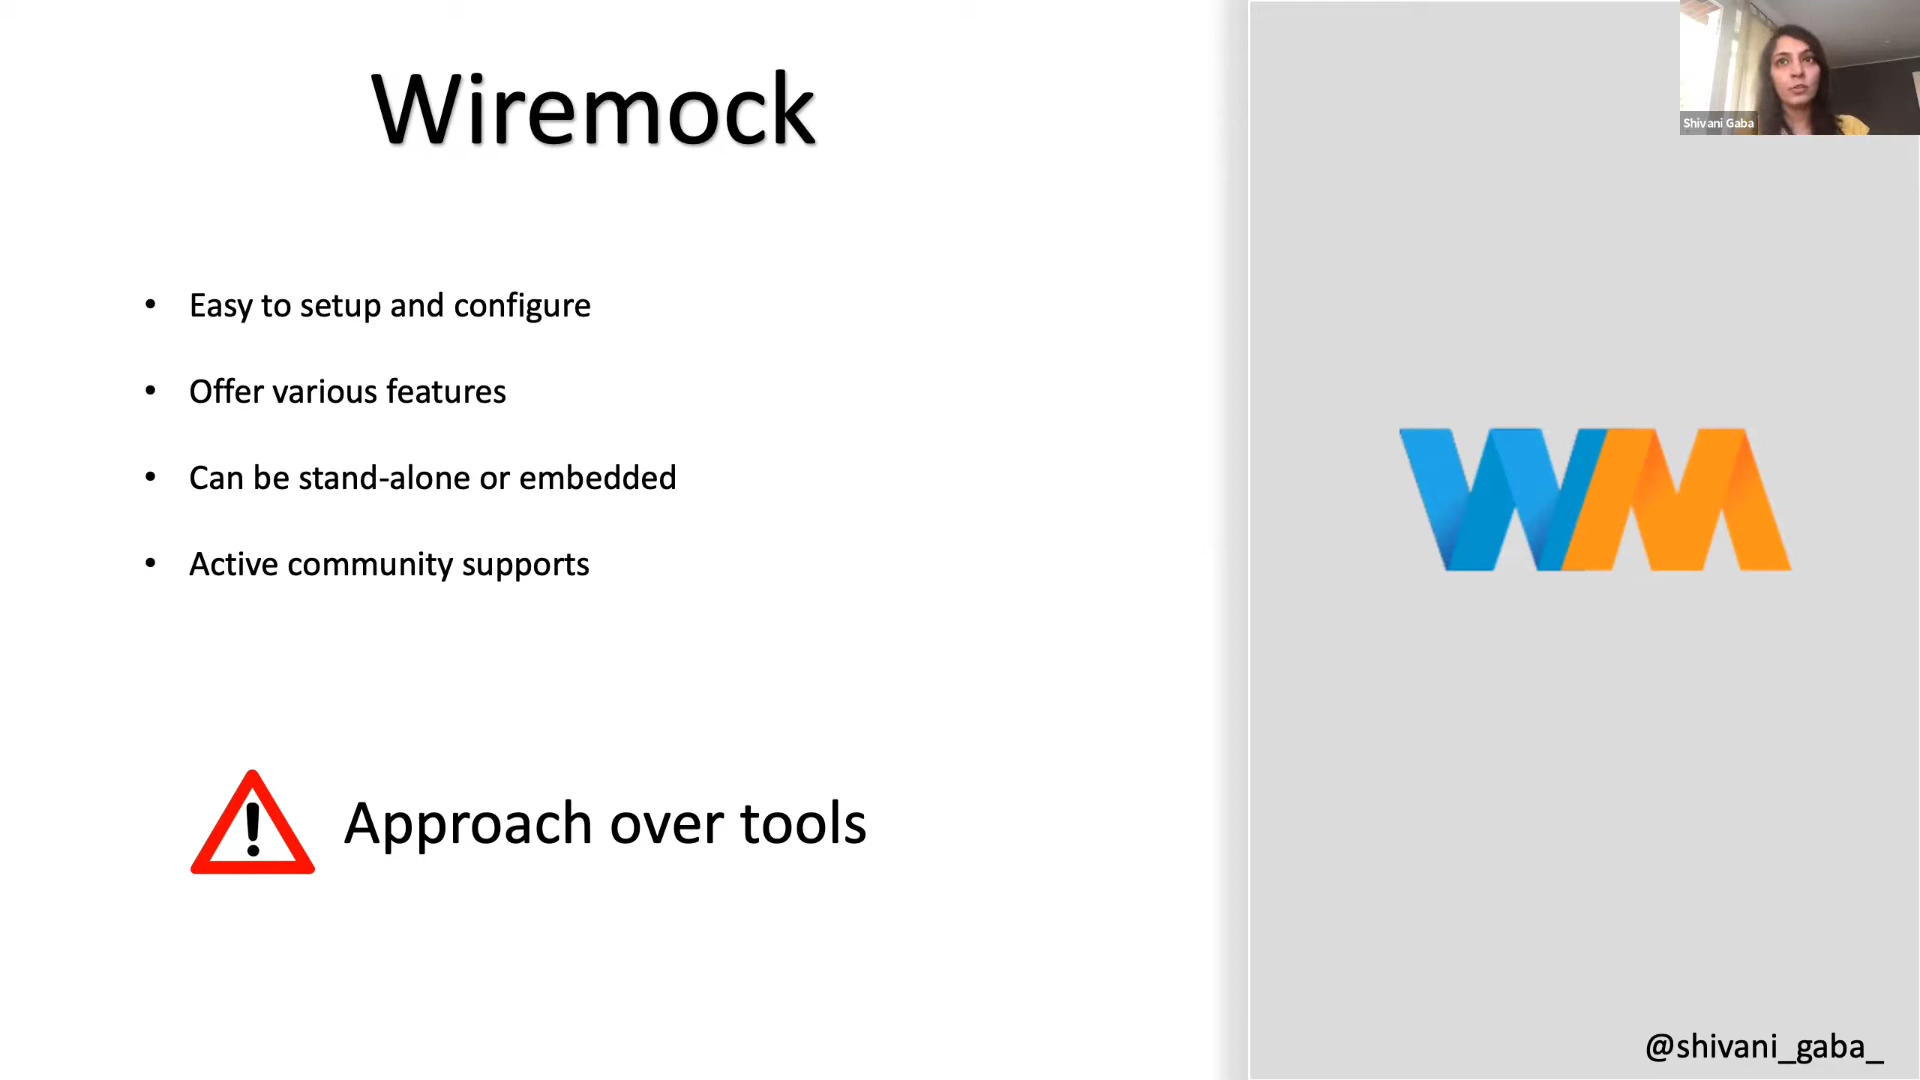 Wiremock
Shivani Gaba
• Easy to setup and configure
• Offer various features
• Can be stand-alone or embedded
• Active community supports
WM
! Approach over tools
@shivani_gaba_